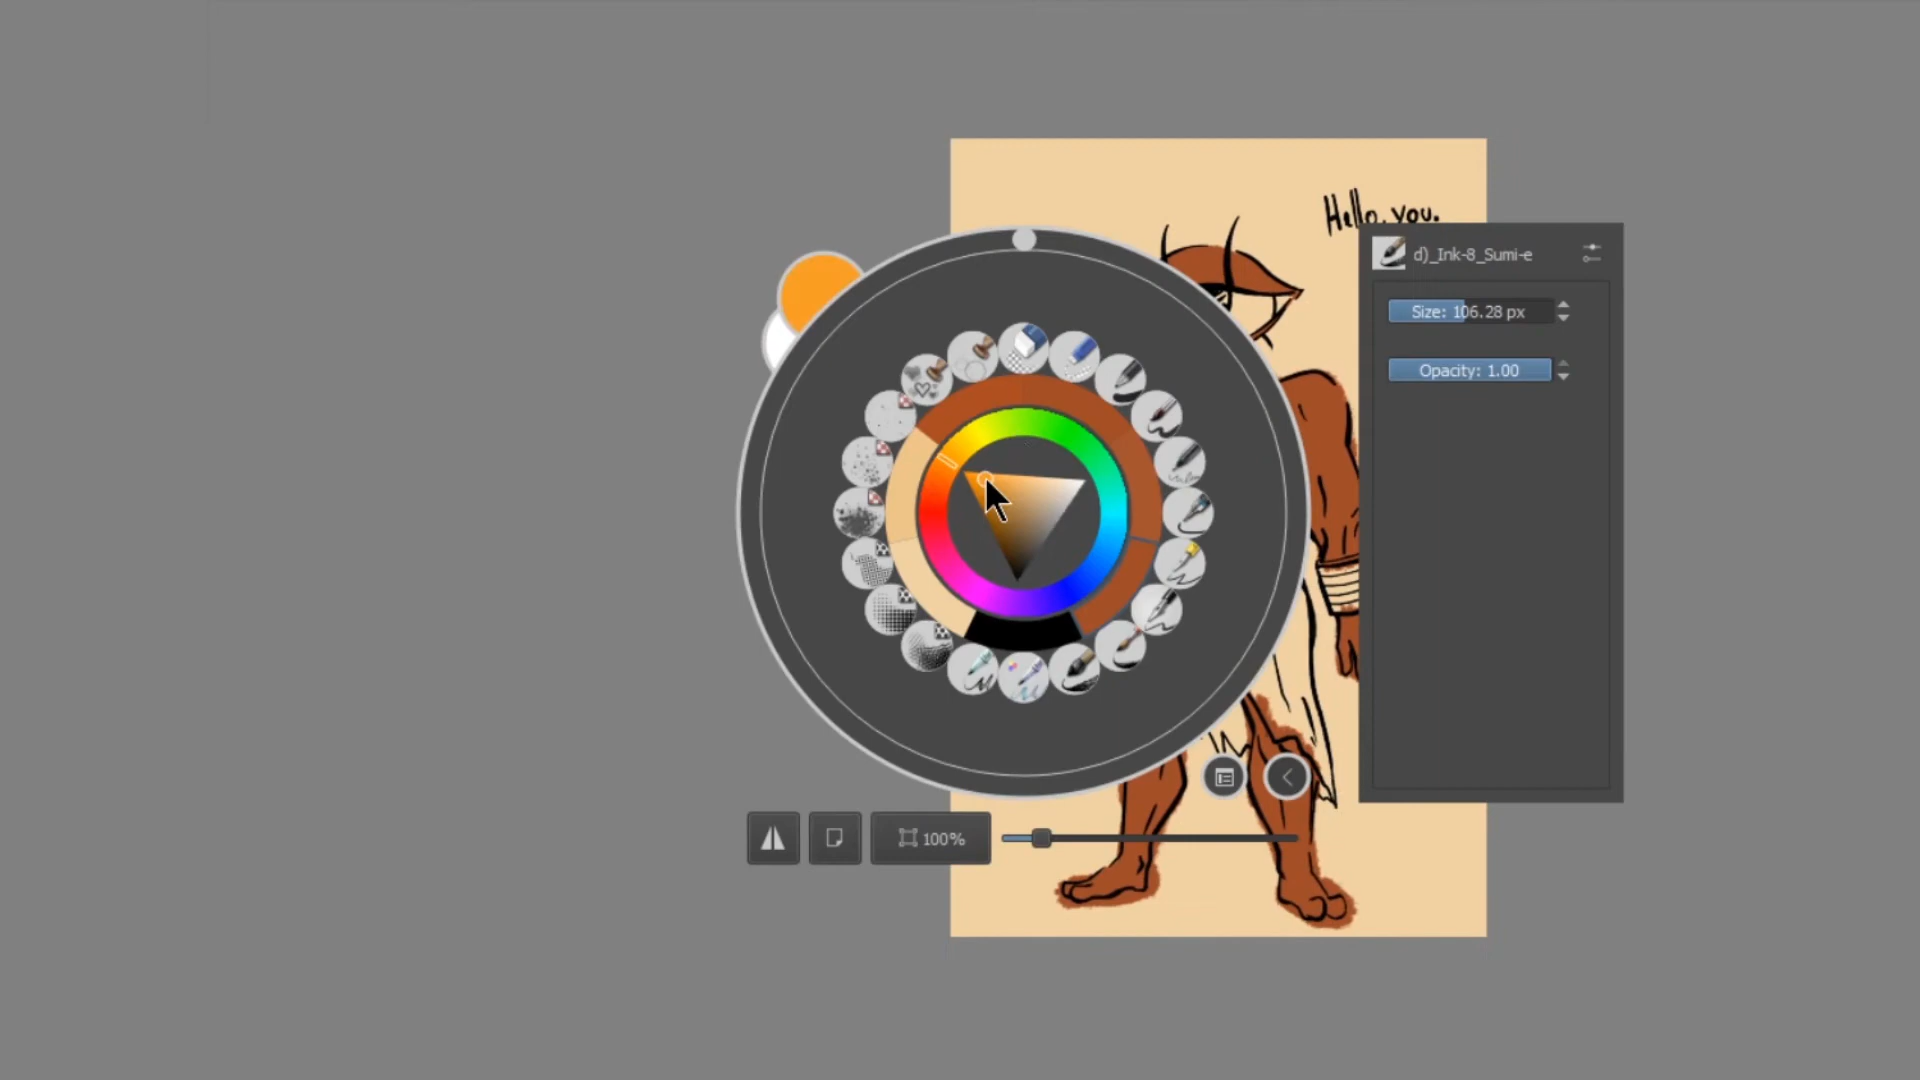 Hello, you.
d)_Ink-8_Sumi-e
Size: 106.28 px
Opacity: 1.00
100%